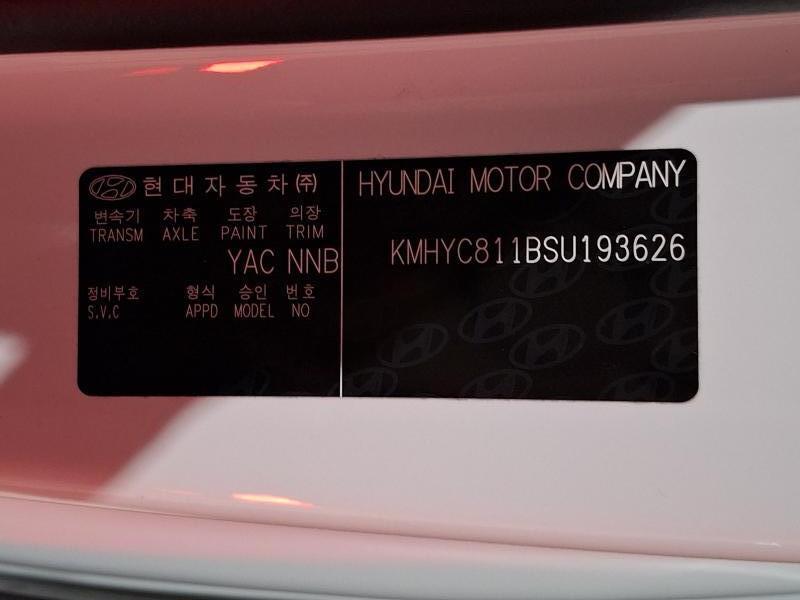 현대자동차㈜
변속기 차축 도장 의장
TRANSM AXLE PAINT TRIM
YAC NNB
정비부호 형식 승인 번호
S.V.C APPD MODEL NO
HYUNDAI MOTOR COMPANY
KMHYC811BSU193626